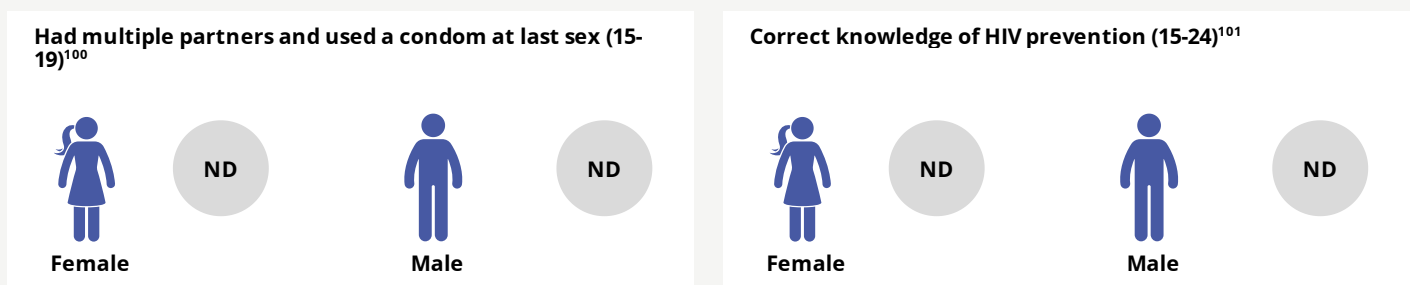 Had multiple partners and used a condom at last sex (15-
19)¹⁰⁰
ND
ND
Female
Male
Correct knowledge of HIV prevention (15-24)¹⁰¹
ND
ND
Female
Male